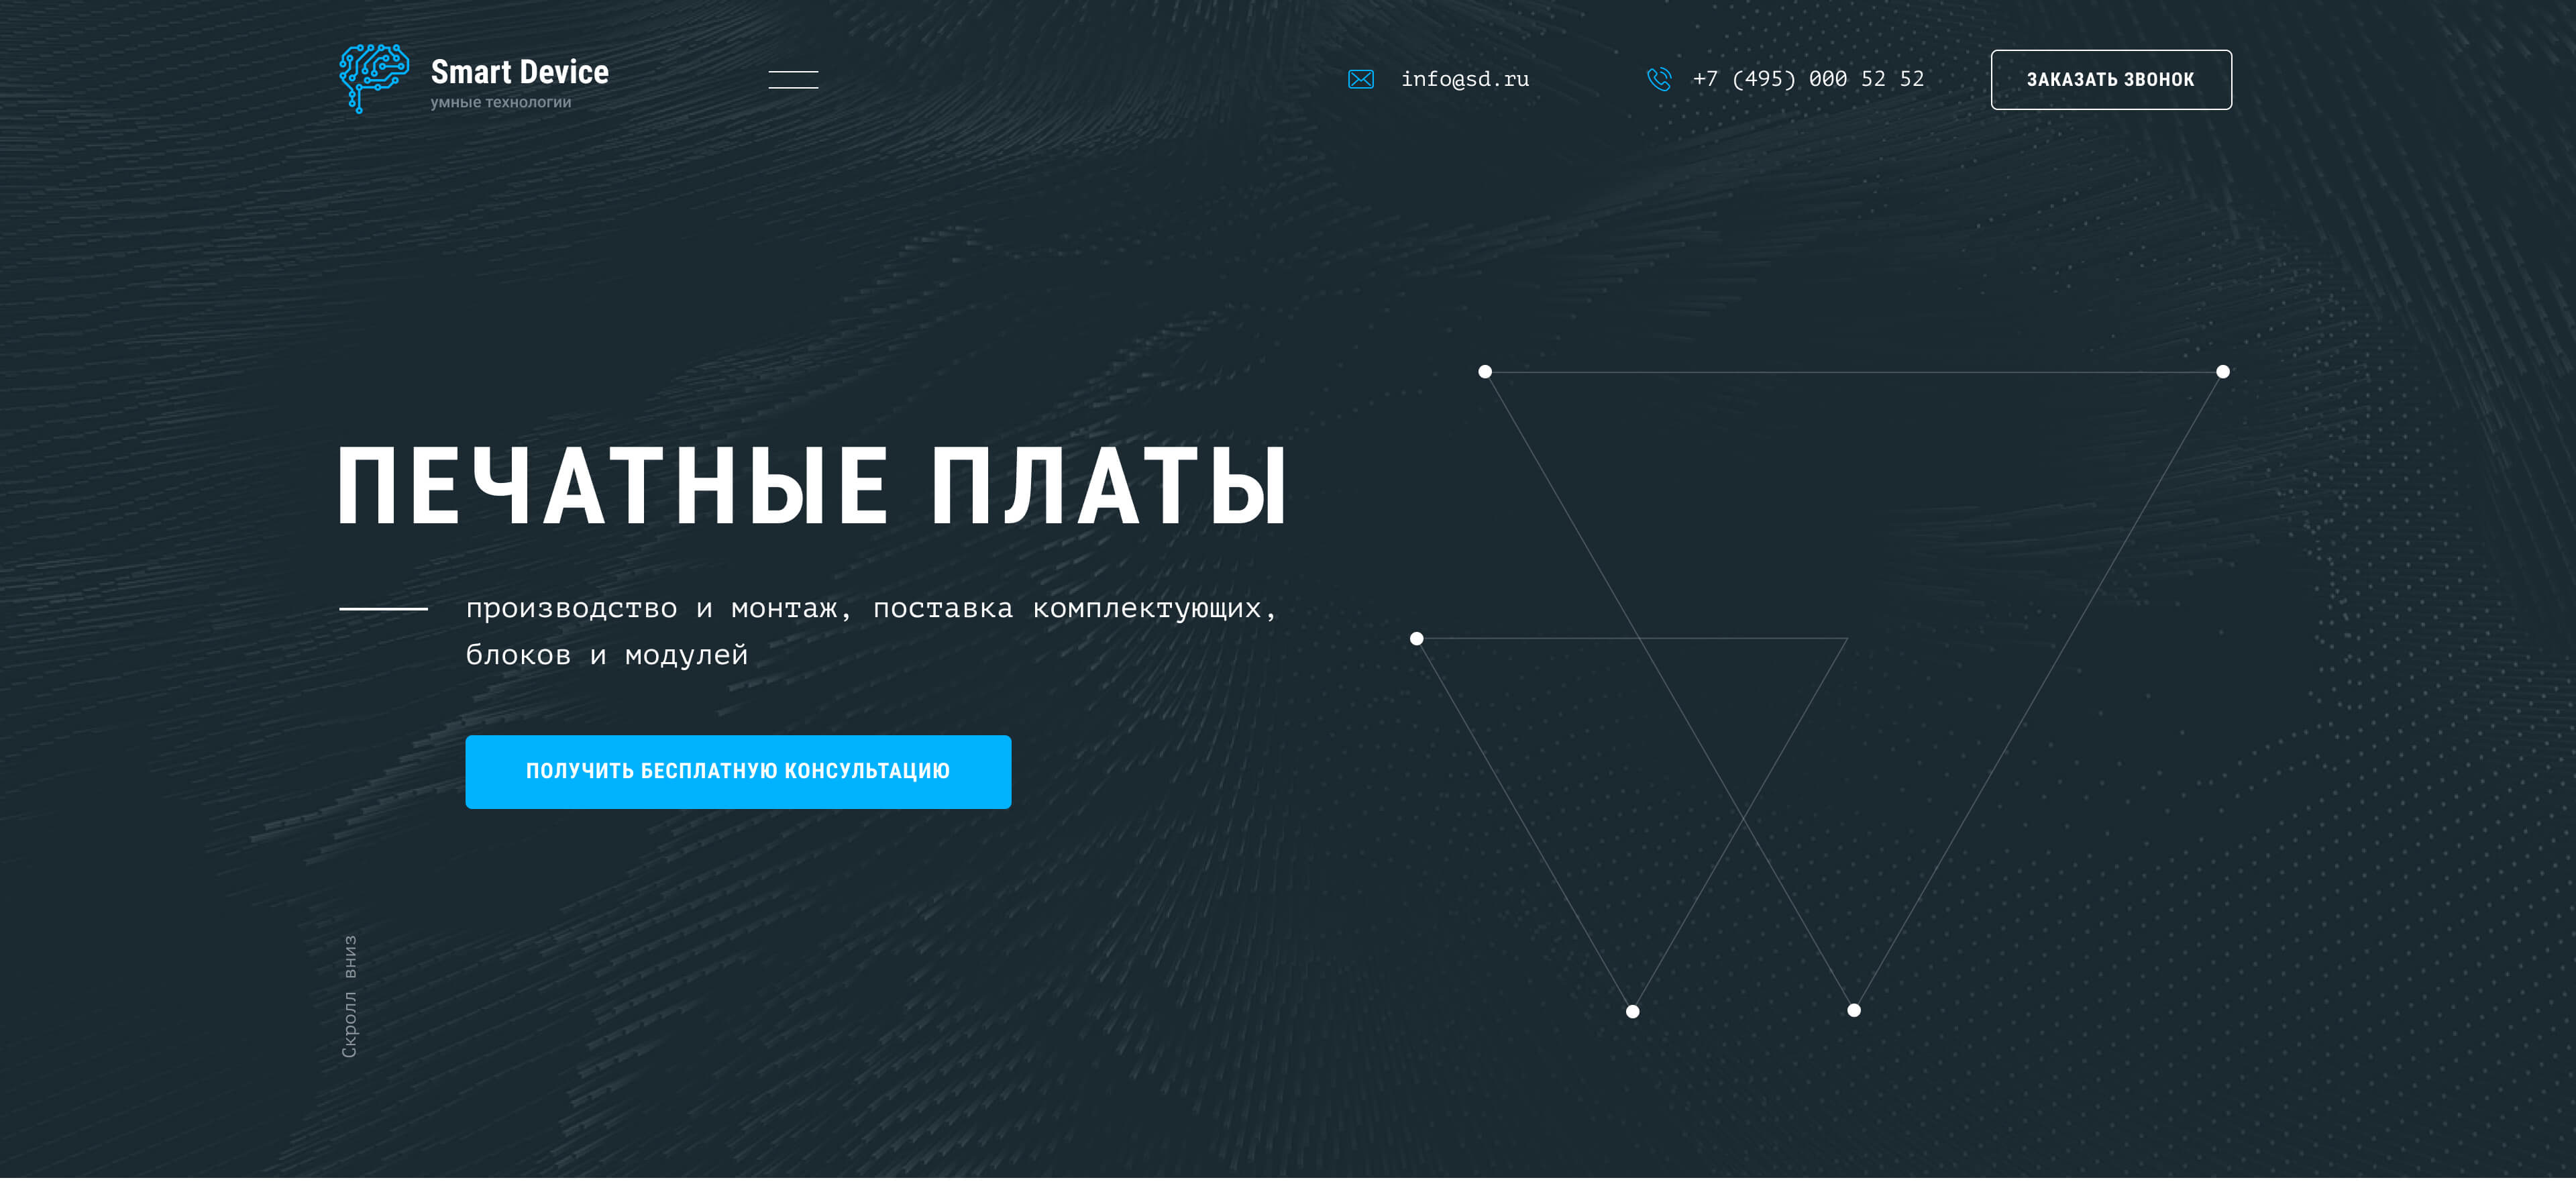 Smart Device
умные технологии
info@sd.ru
+7 (495) 000 52 52
ЗАКАЗАТЬ ЗВОНОК
ПЕЧАТНЫЕ ПЛАТЫ
производство и монтаж, поставка комплектующих,
блоков и модулей
ПОЛУЧИТЬ БЕСПЛАТНУЮ КОНСУЛЬТАЦИЮ
Скролл вниз